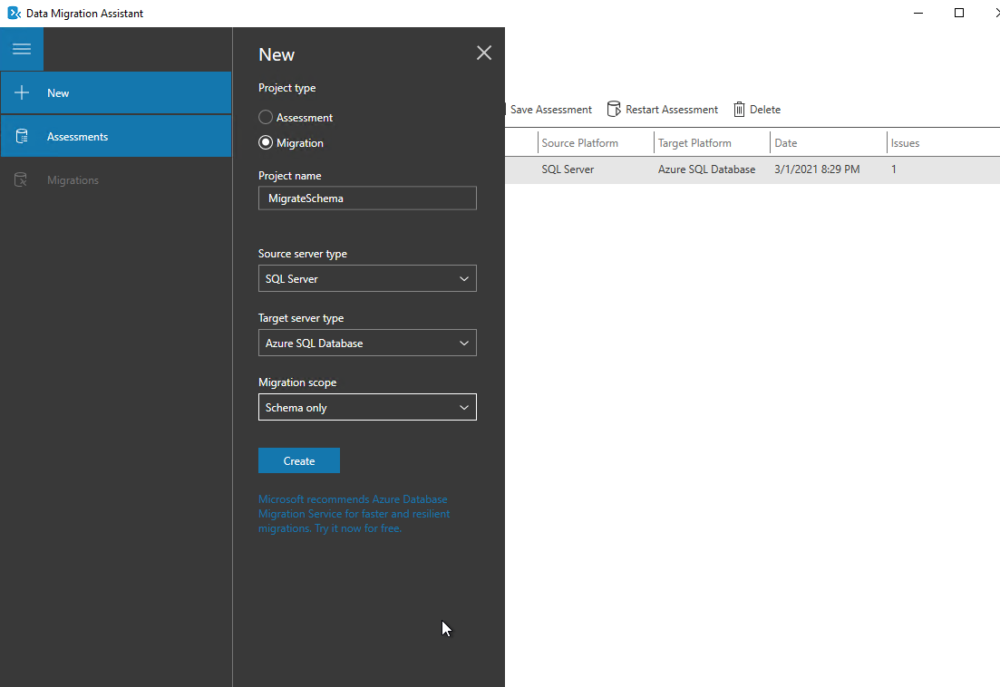 Data Migration Assistant
New
Assessments
Migrations
New
Project type
Assessment
Migration
Project name
MigrateSchema
Source server type
SQL Server
Target server type
Azure SQL Database
Migration scope
Schema only
Create
Microsoft recommends Azure Database
Migration Service for faster and resilient
migrations. Try it now for free.
Save Assessment Restart Assessment Delete
Source Platform Target Platform Date Issues
SQL Server Azure SQL Database 3/1/2021 8:29 PM 1